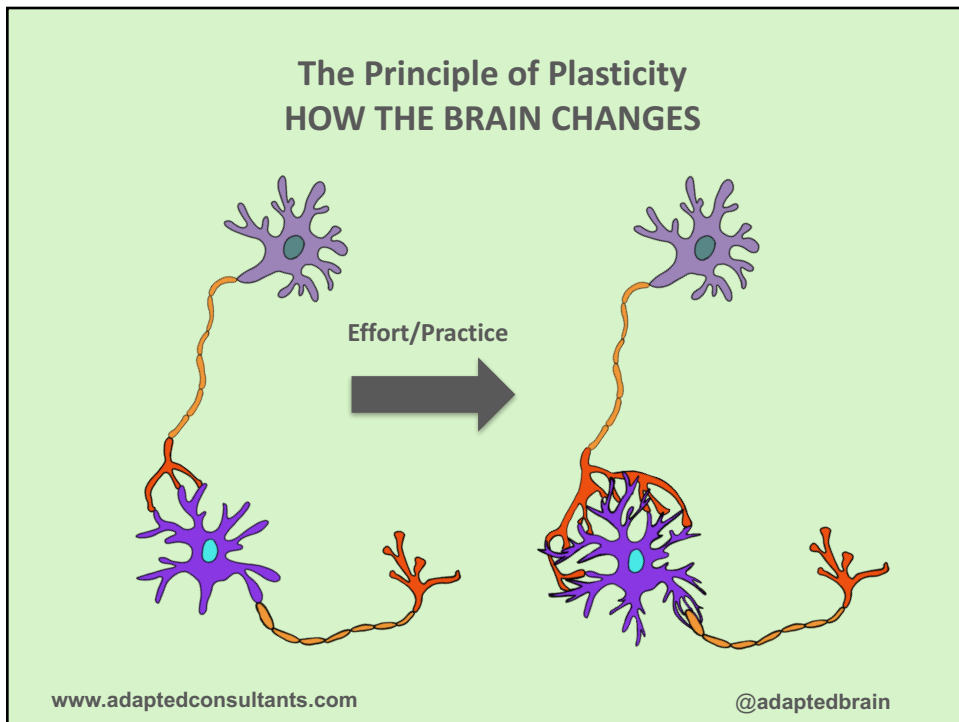 The Principle of Plasticity
HOW THE BRAIN CHANGES
Effort/Practice
www.adaptedconsultants.com
@adaptedbrain